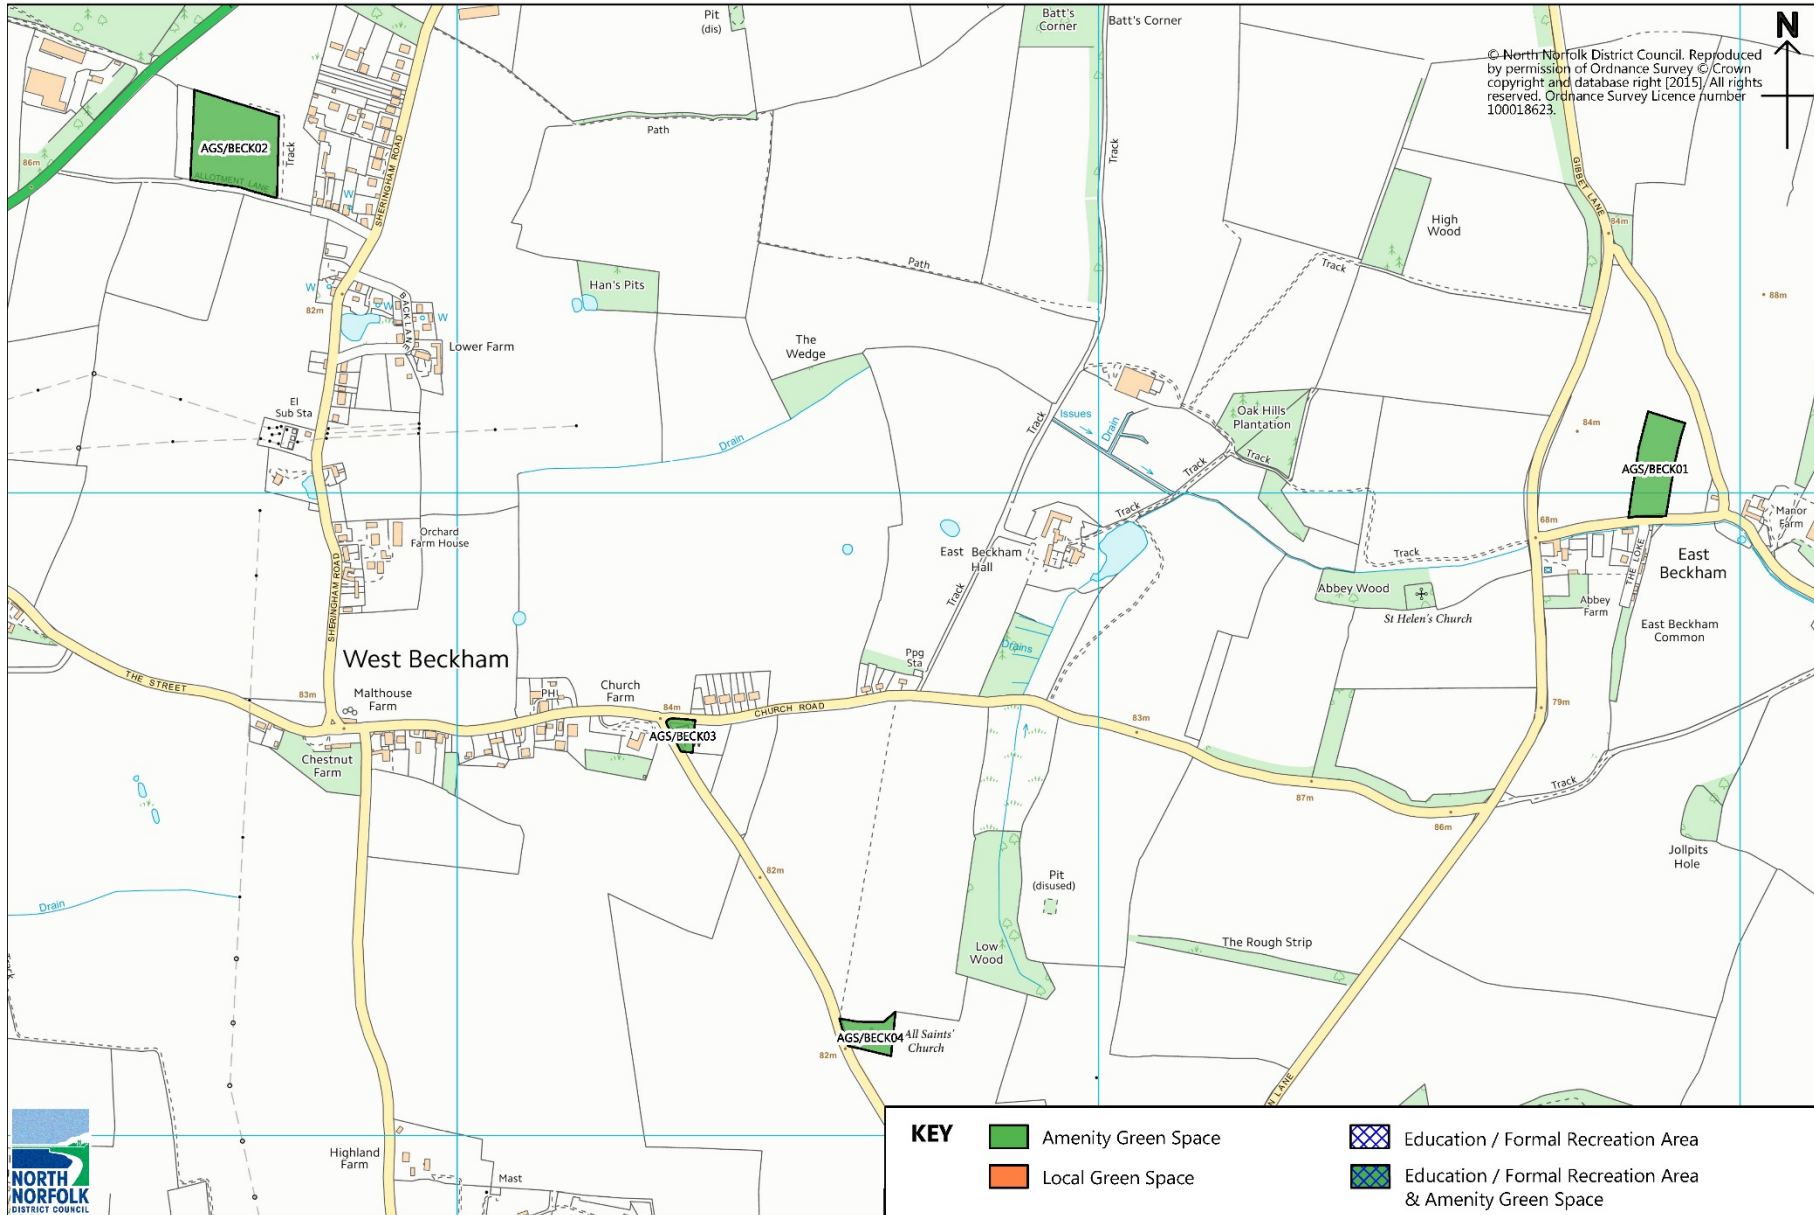 Pit
(dis)
Batt's
Corner
Batt's Corner
N
© North Norfolk District Council. Reproduced
by permission of Ordnance Survey © Crown
copyright and database right [2015]. All rights
reserved. Ordnance Survey Licence number
100018623.
AGS/BECK02
Track
ALLOTMENT LANE
86m
SHERINGHAM ROAD
W
Path
Track
GIBBET LANE
84m
High
Wood
Track
88m
Path
Han's Pits
W
W
W
BACK LANE
82m
Lower Farm
The
Wedge
El
Sub Sta
Drain
Track
Issues
Drain
Oak Hills
Plantation
Track
Track
84m
AGS/BECK01
Orchard
Farm House
SHERINGHAM ROAD
East Beckham
Hall
Track
Track
68m
Track
Manor
Farm
THE LOKE
East
Beckham
Abbey Wood
St Helen's Church
Abbey
Farm
East Beckham
Common
Drains
Ppg
Sta
West Beckham
THE STREET
83m
Malthouse
Farm
PH
Church
Farm
84m
AGS/BECK03
CHURCH ROAD
83m
79m
Chestnut
Farm
87m
86m
Track
Jollpits
Hole
82m
Pit
(disused)
Drain
Low
Wood
The Rough Strip
AGS/BECK04
All Saints'
Church
82m
N LANE
Highland
Farm
Mast
NORTH
NORFOLK
DISTRICT COUNCIL
KEY
Amenity Green Space
Local Green Space
Education / Formal Recreation Area
Education / Formal Recreation Area
& Amenity Green Space